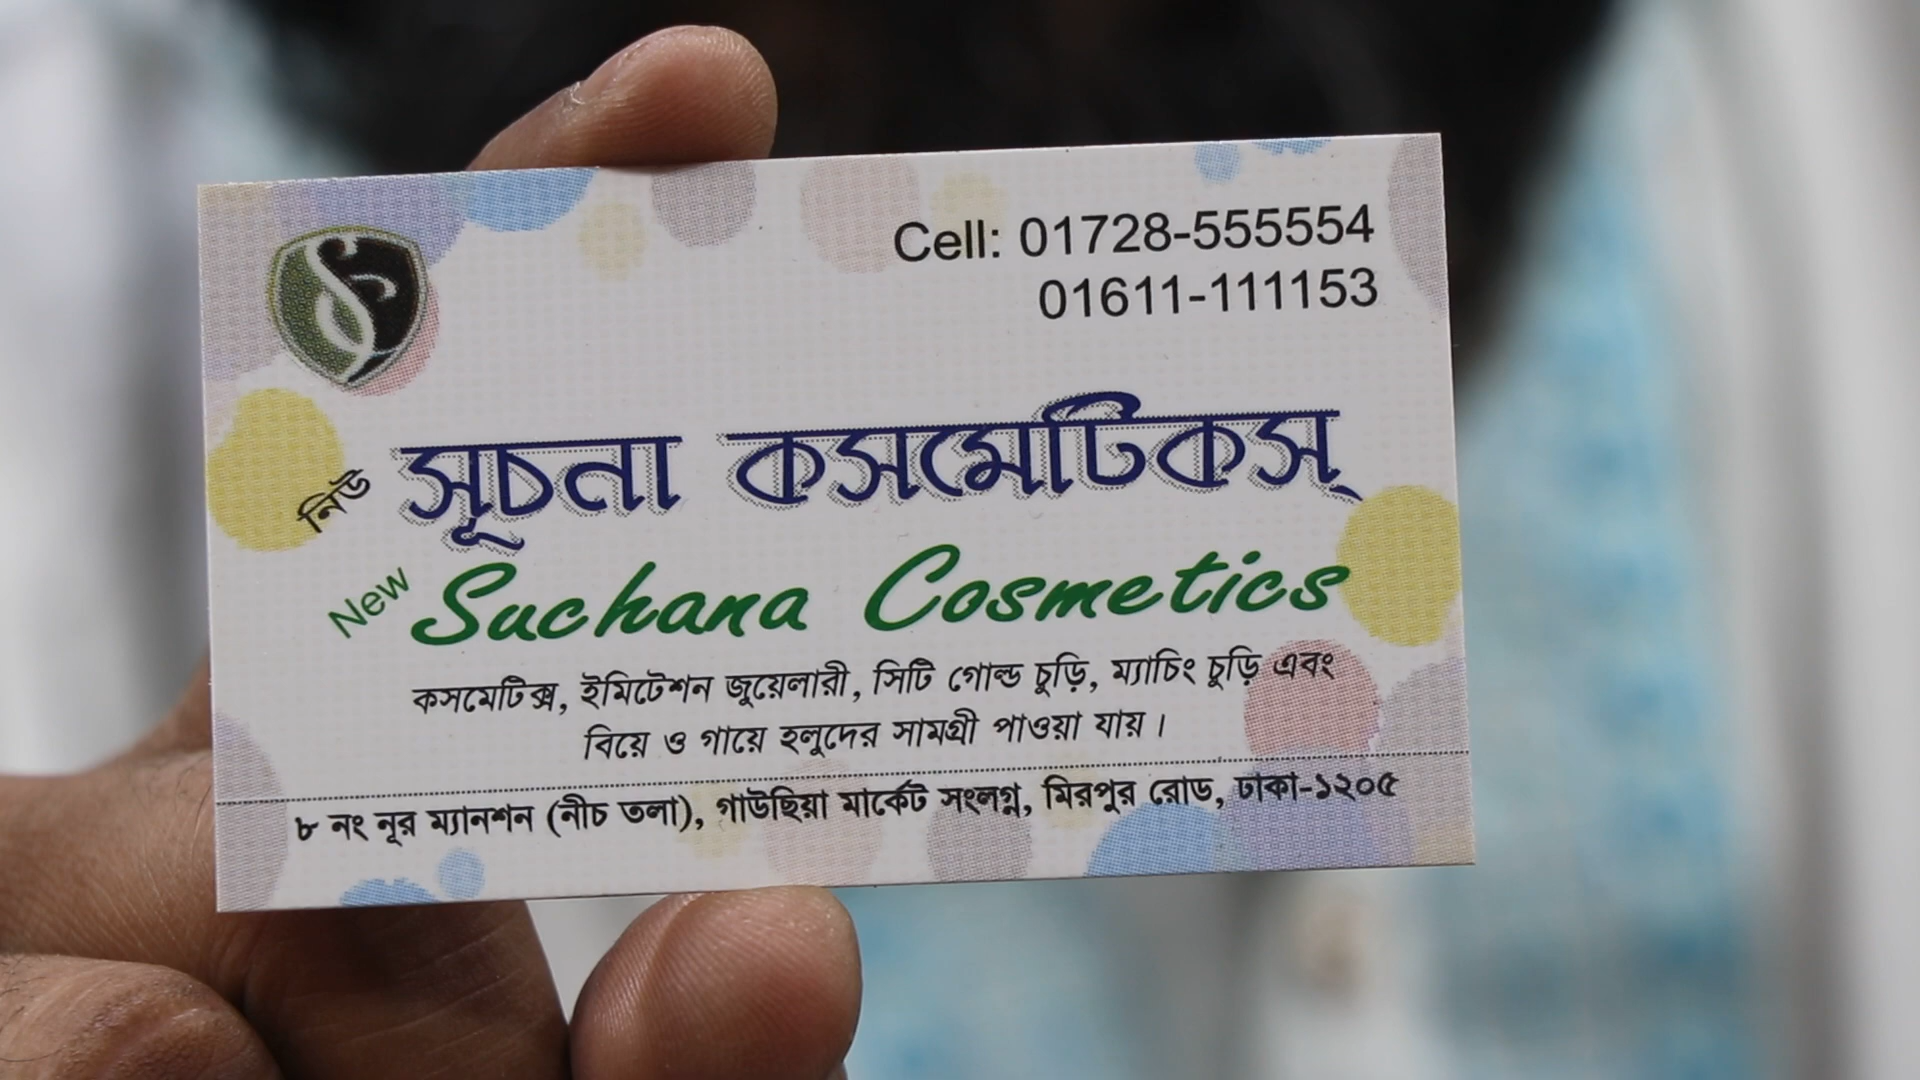 Cell: 01728-555554
01611-111153
নিউ সূচনা কসমেটিকস্
New Suchana Cosmetics
কসমেটিক্স, ইমিটেশন জুয়েলারী, সিটি গোল্ড চুড়ি, ম্যাচিং চুড়ি এবং
বিয়ে ও গায়ে হলুদের সামগ্রী পাওয়া যায়।
৮ নং নূর ম্যানশন (নীচ তলা), গাউছিয়া মার্কেট সংলগ্ন, মিরপুর রোড, ঢাকা-১২০৫